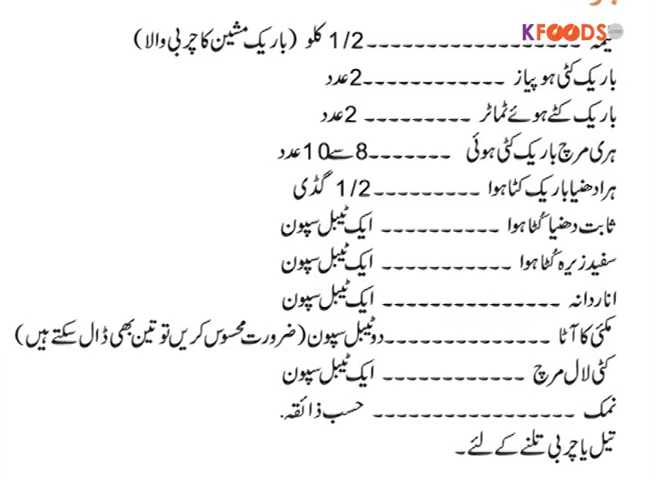 KFOODS
قیمہ ------------------- 1/2 کلو (باریک مشین کا چربی والا)
باریک کٹی ہو پیاز ------------ 2عدد
باریک کٹے ہوئے ٹماٹر --------- 2عدد
ہری مرچ باریک کٹی ہوئی -------8سے10عدد
ہرا دھنیا باریک کٹا ہوا --------- 1/2 گڈی
ثابت دھنیا کُٹا ہوا ---------- ایک ٹیبل سپون
سفید زیرہ کُٹا ہوا ----------- ایک ٹیبل سپون
اناردانہ --------------- ایک ٹیبل سپون
مکئی کا آٹا --------------دو ٹیبل سپون (ضرورت محسوس کریں تو تین بھی ڈال سکتے ہیں)
کٹی لال مرچ ------------ ایک ٹیبل سپون
نمک ----------------- حسب ذائقہ.
تیل یا چربی تلنے کے لئے۔